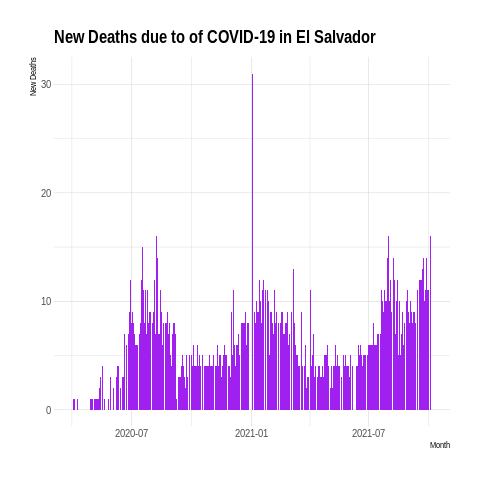 New Deaths due to of COVID-19 in El Salvador
New Deaths
30
20
10
0
2020-07
2021-01
2021-07
Month